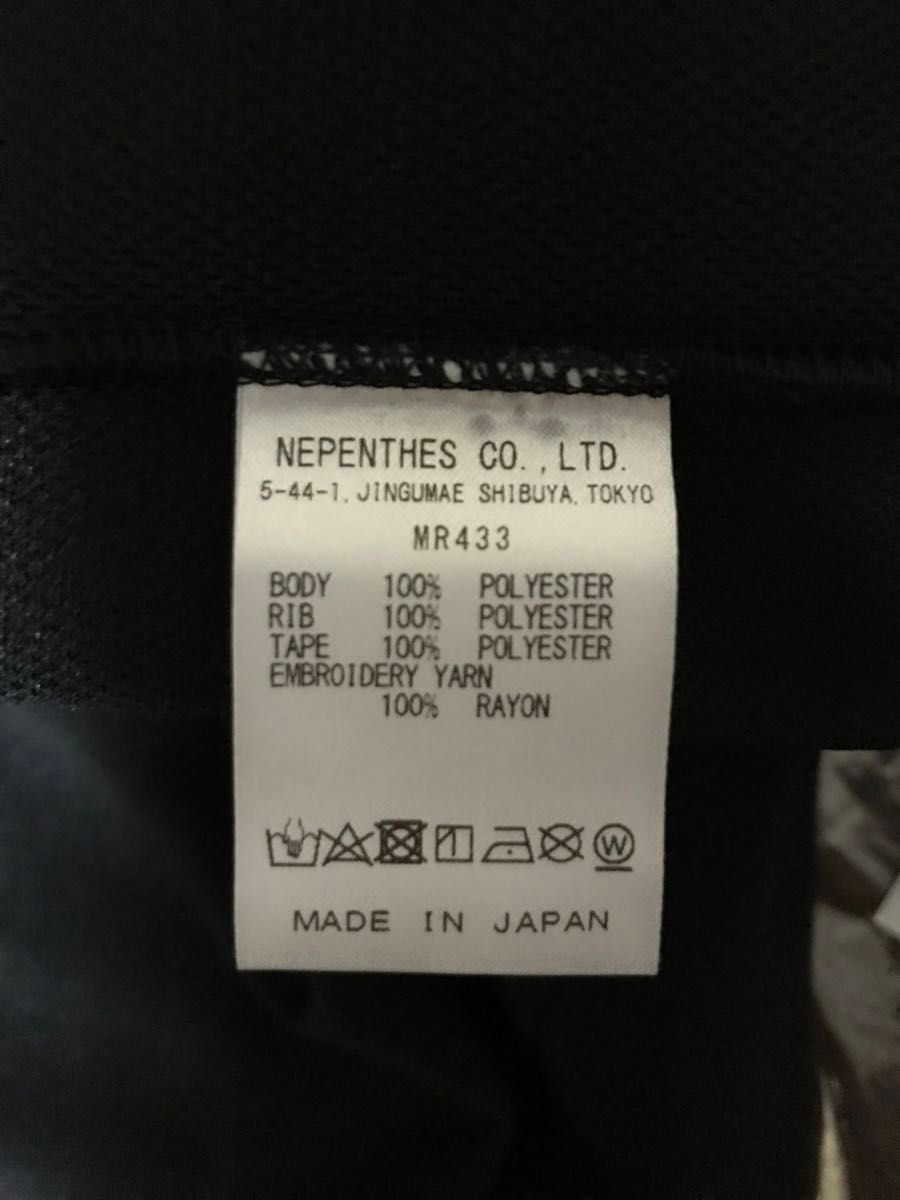 NEPENTHES CO.,LTD.
5-44-1, JINGUMAE SHIBUYA, TOKYO
MR433
BODY 100% POLYESTER
RIB 100% POLYESTER
TAPE 100% POLYESTER
EMBROIDERY YARN
100% RAYON
W
MADE IN JAPAN